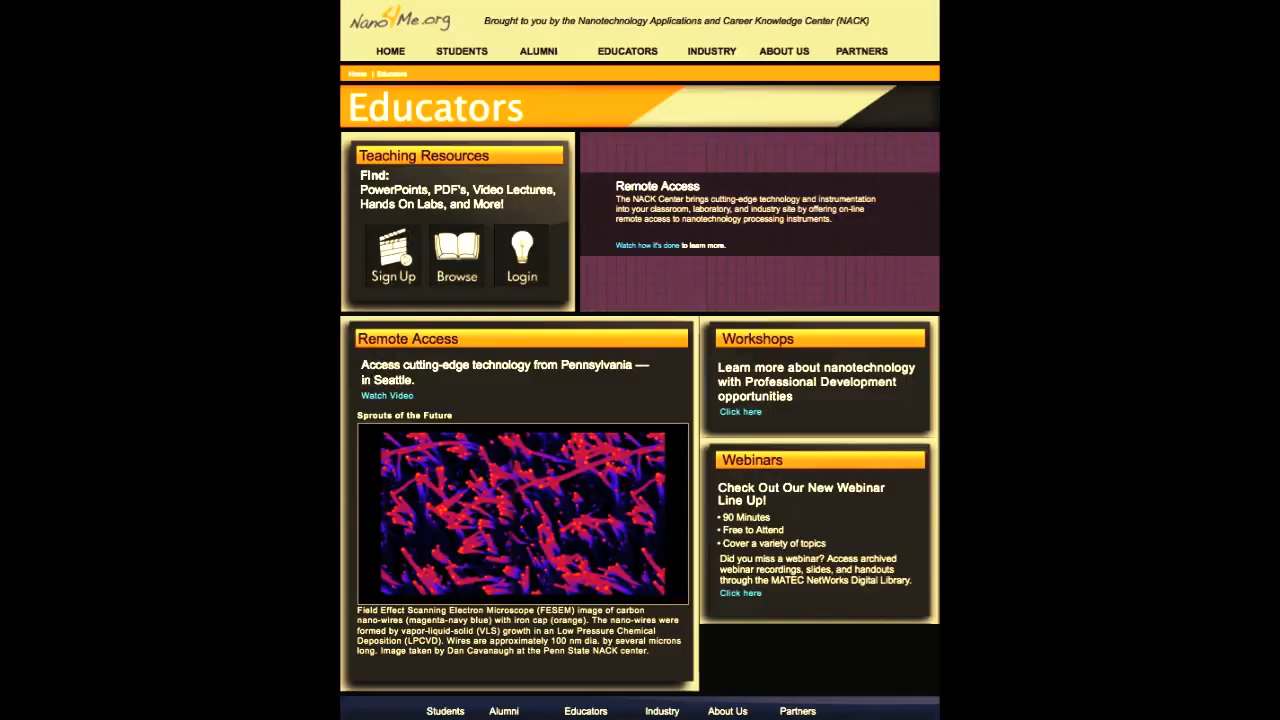 Nano4Me.org
Brought to you by the Nanotechnology Applications and Career Knowledge Center (NACK)
HOME STUDENTS ALUMNI EDUCATORS INDUSTRY ABOUT US PARTNERS
Home | Educators
Educators
Teaching Resources
Find:
PowerPoints, PDF's, Video Lectures,
Hands On Labs, and More!
Sign Up Browse Login
Remote Access
The NACK Center brings cutting-edge technology and instrumentation
into your classroom, laboratory, and industry site by offering on-line
remote access to nanotechnology processing instruments.
Watch how it's done to learn more.
Remote Access
Access cutting-edge technology from Pennsylvania —
in Seattle.
Watch Video
Sprouts of the Future
Field Effect Scanning Electron Microscope (FESEM) image of carbon
nano-wires (magenta-navy blue) with iron cap (orange). The nano-wires were
formed by vapor-liquid-solid (VLS) growth in an Low Pressure Chemical
Deposition (LPCVD). Wires are approximately 100 nm dia. by several microns
long. Image taken by Dan Cavanaugh at the Penn State NACK center.
Workshops
Learn more about nanotechnology
with Professional Development
opportunities
Click here
Webinars
Check Out Our New Webinar
Line Up!
• 90 Minutes
• Free to Attend
• Cover a variety of topics
Did you miss a webinar? Access archived
webinar recordings, slides, and handouts
through the MATEC NetWorks Digital Library.
Click here
Students Alumni Educators Industry About Us Partners